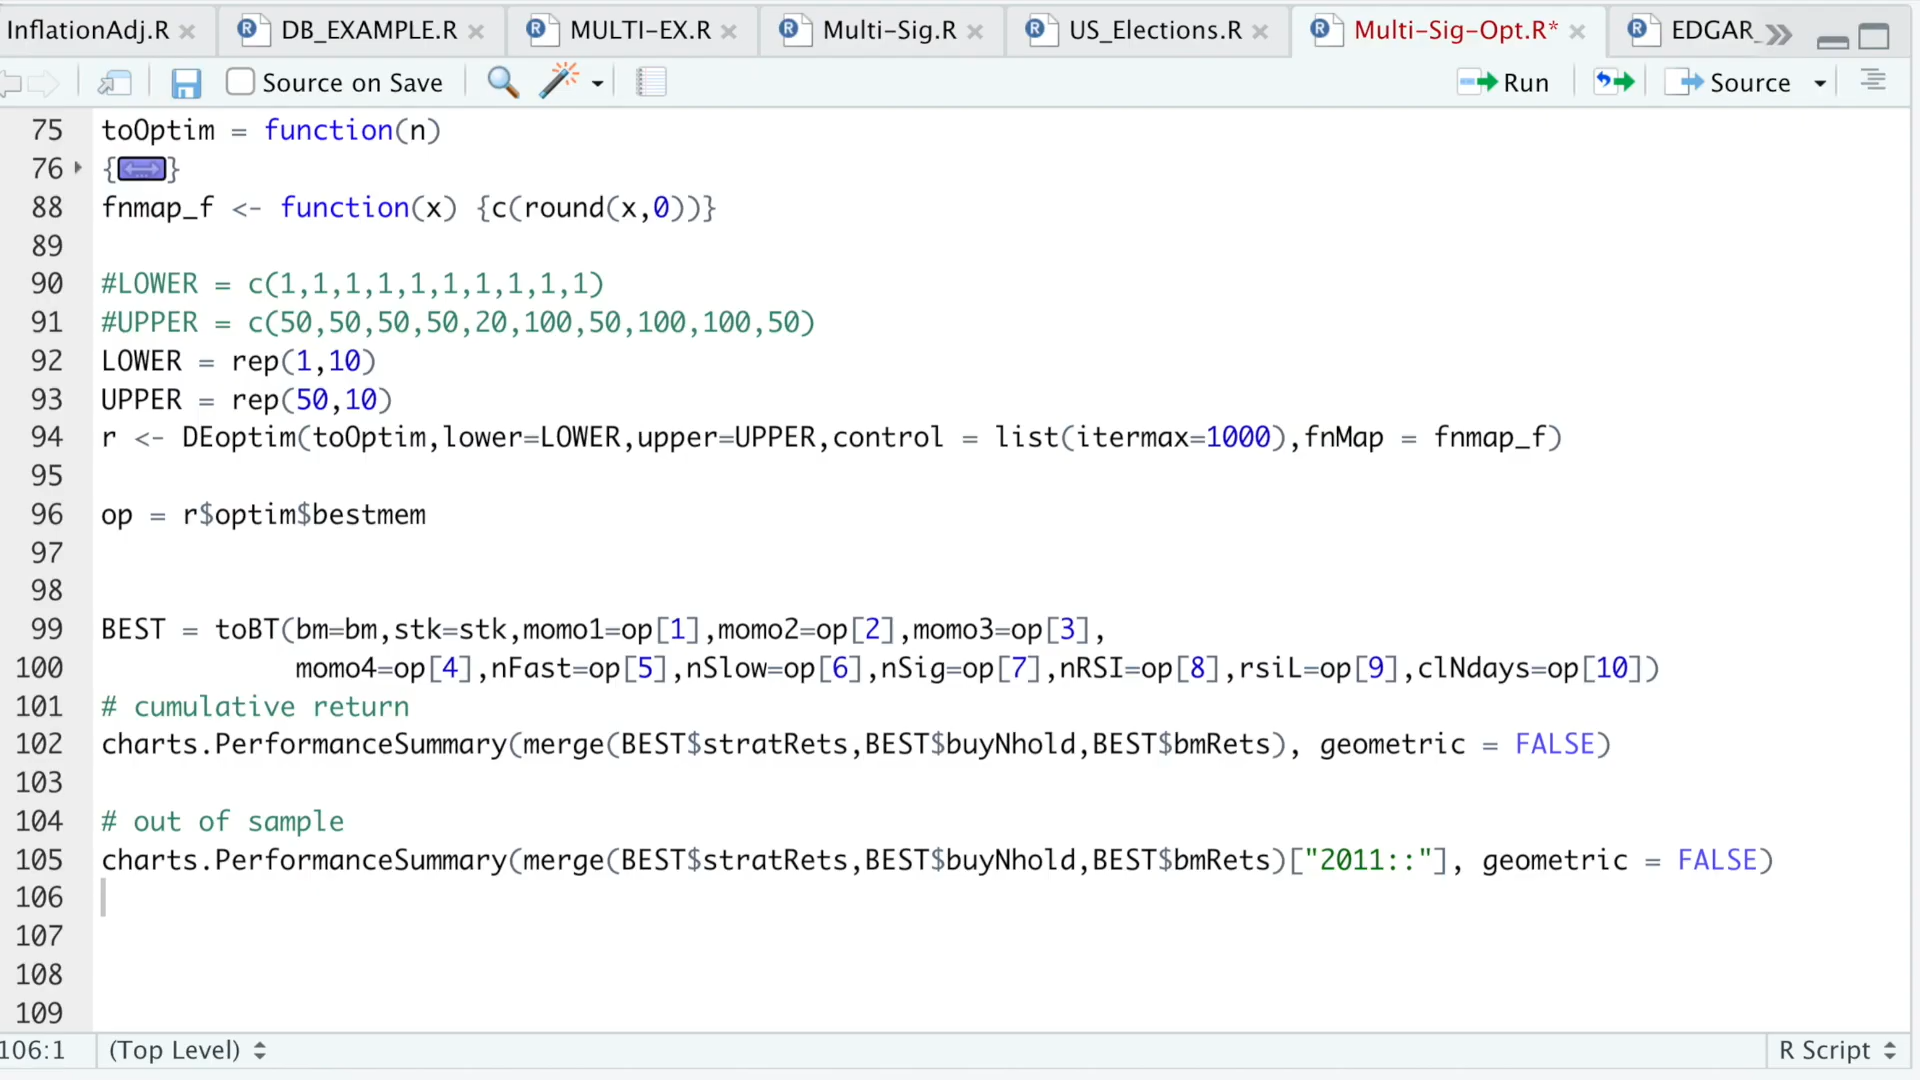 InflationAdj.R DB_EXAMPLE.R MULTI-EX.R Multi-Sig.R US_Elections.R Multi-Sig-Opt.R* EDGAR_
Source on Save Run Source
75 toOptim = function(n)
76 {}
88 fnmap_f <- function(x) {c(round(x,0))}
89
90 #LOWER = c(1,1,1,1,1,1,1,1,1,1)
91 #UPPER = c(50,50,50,50,20,100,50,100,100,50)
92 LOWER = rep(1,10)
93 UPPER = rep(50,10)
94 r <- DEoptim(toOptim,lower=LOWER,upper=UPPER,control = list(itermax=1000),fnMap = fnmap_f)
95
96 op = r$optim$bestmem
97
98
99 BEST = toBT(bm=bm,stk=stk,momo1=op[1],momo2=op[2],momo3=op[3],
100 momo4=op[4],nFast=op[5],nSlow=op[6],nSig=op[7],nRSI=op[8],rsiL=op[9],clNdays=op[10])
101 # cumulative return
102 charts.PerformanceSummary(merge(BEST$stratRets,BEST$buyNhold,BEST$bmRets), geometric = FALSE)
103
104 # out of sample
105 charts.PerformanceSummary(merge(BEST$stratRets,BEST$buyNhold,BEST$bmRets)["2011::"], geometric = FALSE)
106
107
108
109
106:1 (Top Level) R Script